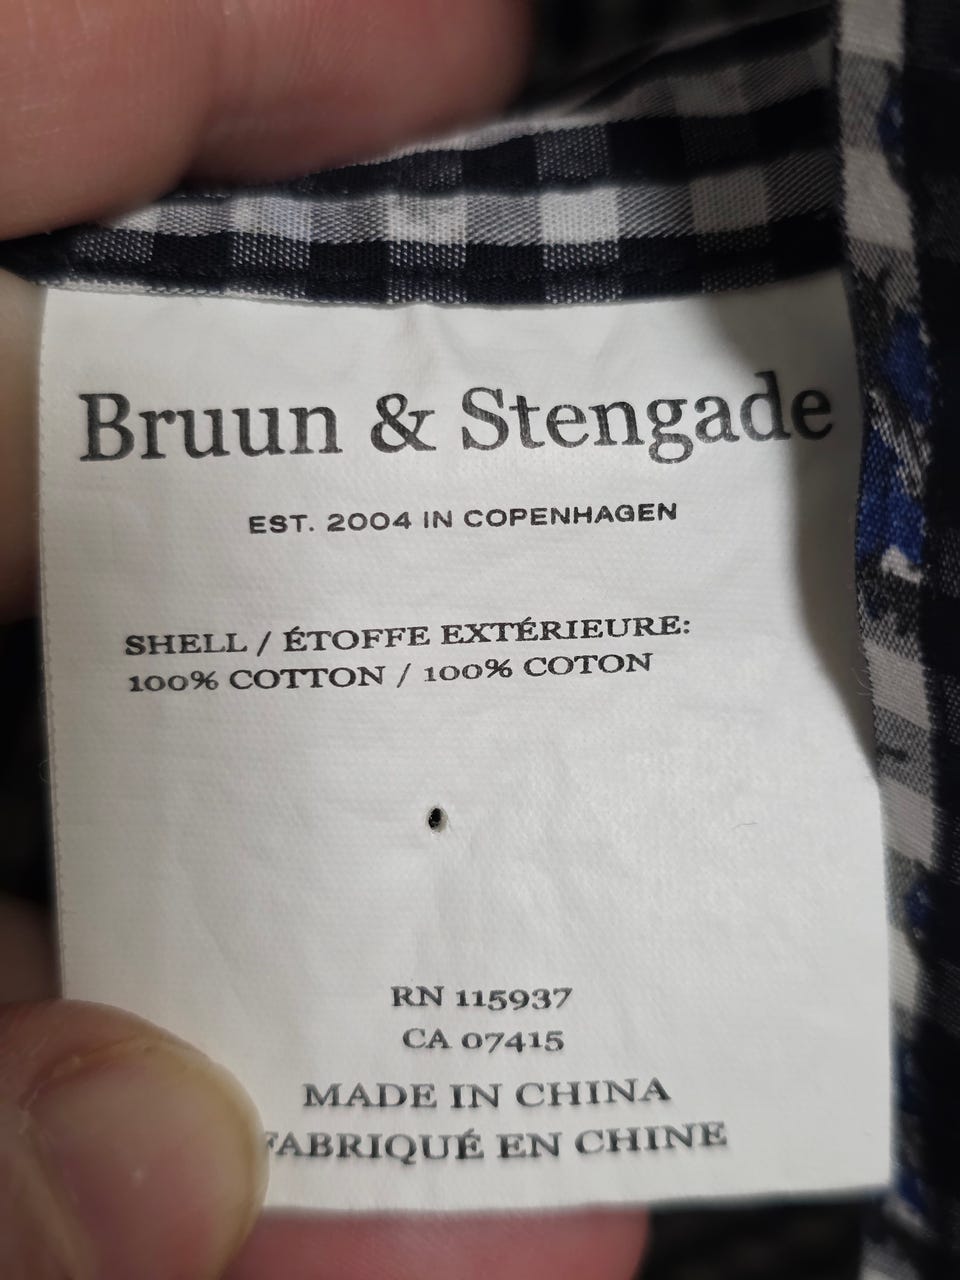 Bruun & Stengade
EST. 2004 IN COPENHAGEN
SHELL / ÉTOFFE EXTÉRIEURE:
100% COTTON / 100% COTON
RN 115937
CA 07415
MADE IN CHINA
FABRIQUÉ EN CHINE